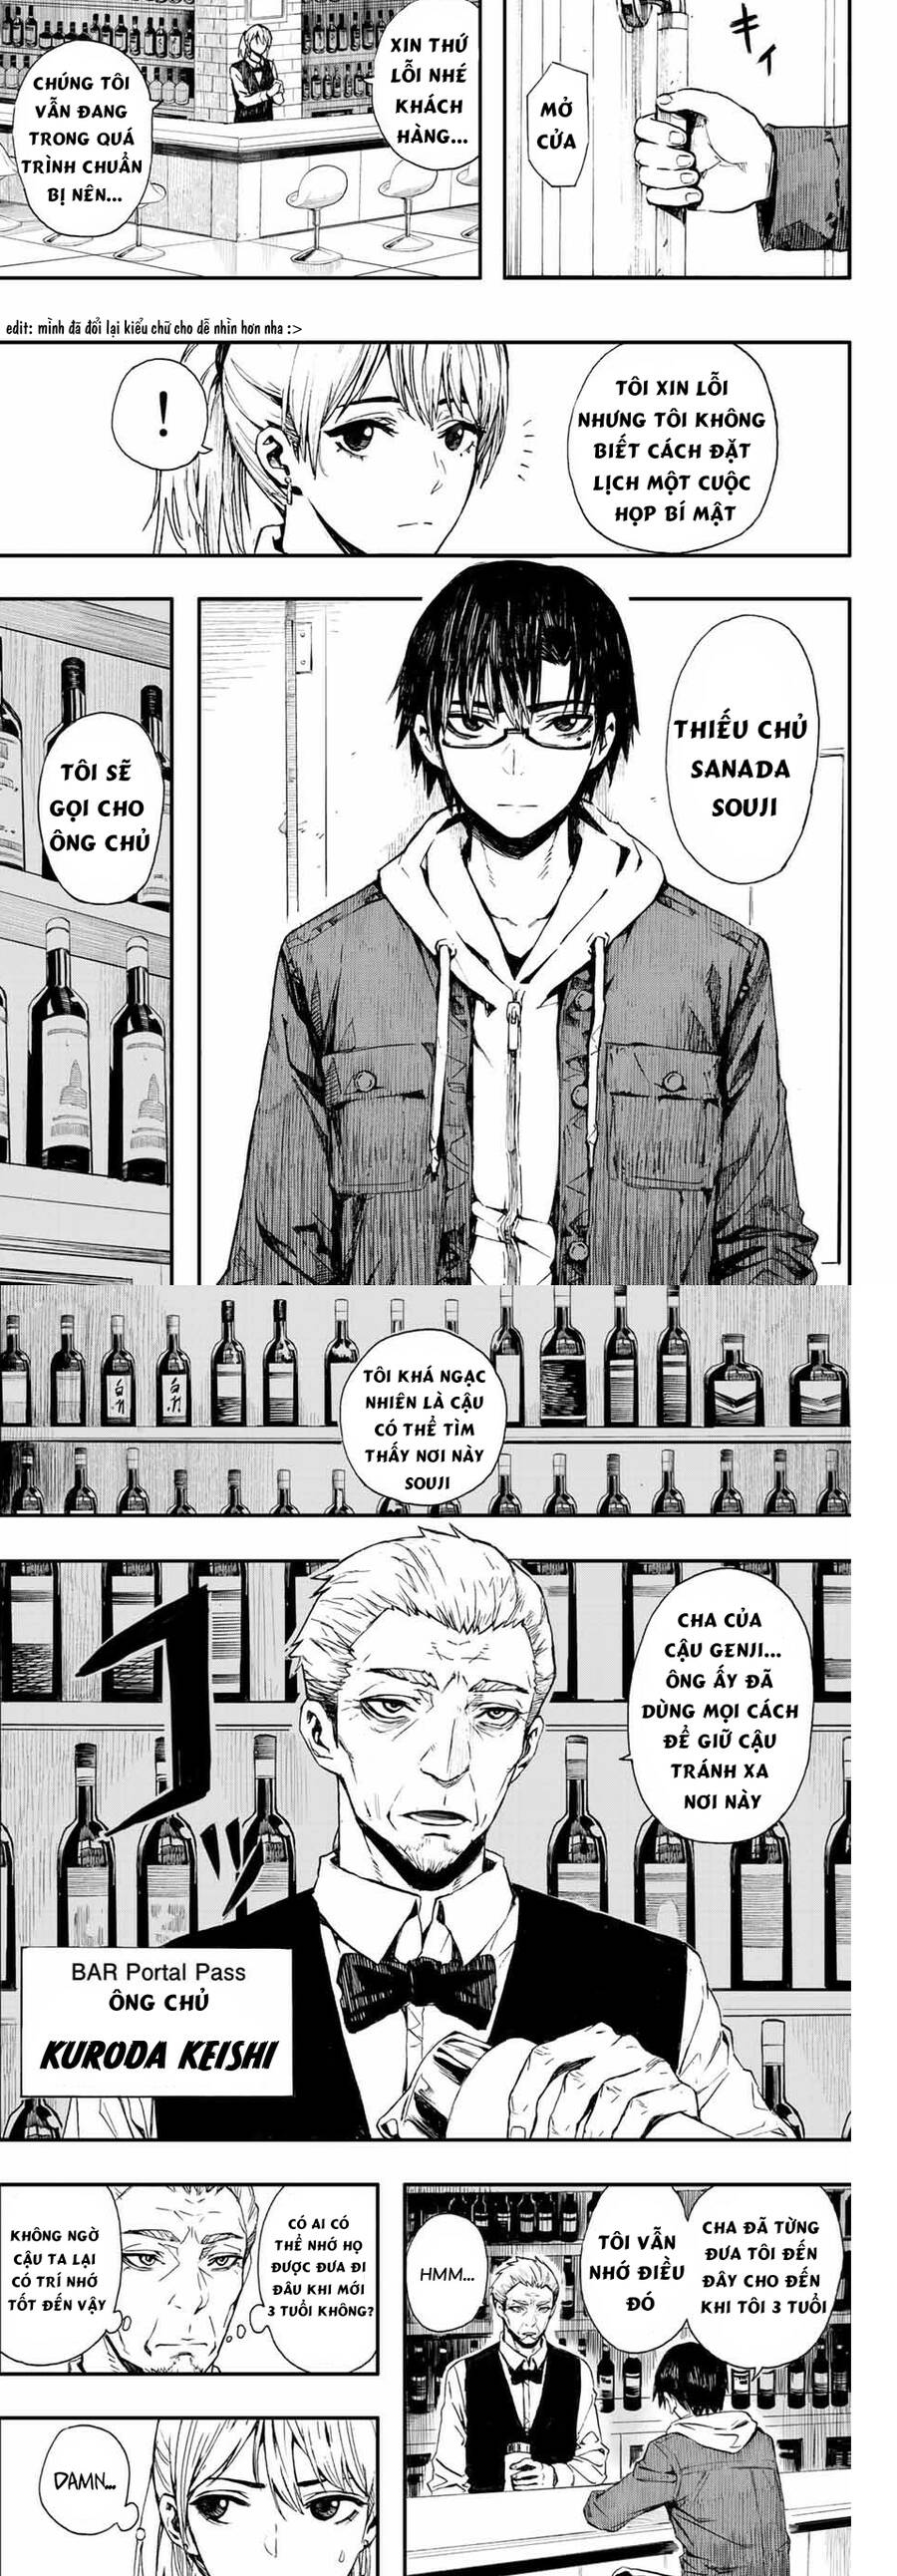 キィ
MỞ
CỬA
XIN THỨ
LỖI NHÉ
KHÁCH
HÀNG...
CHÚNG TÔI
VẪN ĐANG
TRONG QUÁ
TRÌNH CHUẨN
BỊ NÊN...
edit: mình đã đổi lại kiểu chữ cho dễ nhìn hơn nha :>
TÔI XIN LỖI
NHƯNG TÔI KHÔNG
BIẾT CÁCH ĐẶT
LỊCH MỘT CUỘC
HỌP BÍ MẬT
!
THIẾU CHỦ
SANADA
SOUJI
TÔI SẼ
GỌI CHO
ÔNG CHỦ
TÔI KHÁ NGẠC
NHIÊN LÀ CẬU
CÓ THỂ TÌM
THẤY NƠI NÀY
SOUJI
CHA CỦA
CẬU GENJI...
ÔNG ẤY ĐÃ
DÙNG MỌI CÁCH
ĐỂ GIỮ CẬU
TRÁNH XA
NƠI NÀY
BAR Portal Pass
ÔNG CHỦ
KURODA KEISHI
CHA ĐÃ TỪNG
ĐƯA TÔI ĐẾN
ĐÂY CHO ĐẾN
KHI TÔI 3 TUỔI
TÔI VẪN
NHỚ ĐIỀU
ĐÓ
HMM...
CÓ AI CÓ
THỂ NHỚ HỌ
ĐƯỢC ĐƯA ĐI
ĐÂU KHI MỚI
3 TUỔI KHÔNG?
KHÔNG NGỜ
CẬU TA LẠI
CÓ TRÍ NHỚ
TỐT ĐẾN VẬY
DAMN...